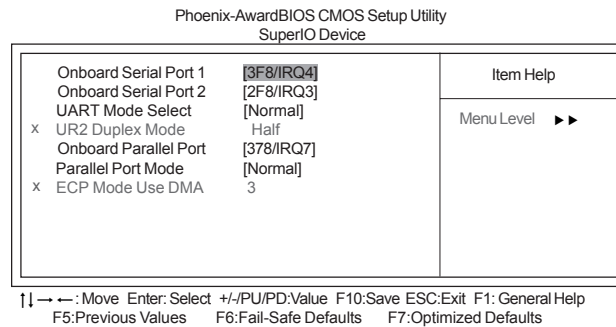 Phoenix-AwardBIOS CMOS Setup Utility
SuperIO Device
Onboard Serial Port 1 [3F8/IRQ4]
Onboard Serial Port 2 [2F8/IRQ3]
UART Mode Select [Normal]
x UR2 Duplex Mode Half
Onboard Parallel Port [378/IRQ7]
Parallel Port Mode [Normal]
x ECP Mode Use DMA 3
Item Help
Menu Level ►►
↑↓→←: Move Enter: Select +/-/PU/PD:Value F10:Save ESC:Exit F1: General Help
F5:Previous Values F6:Fail-Safe Defaults F7:Optimized Defaults